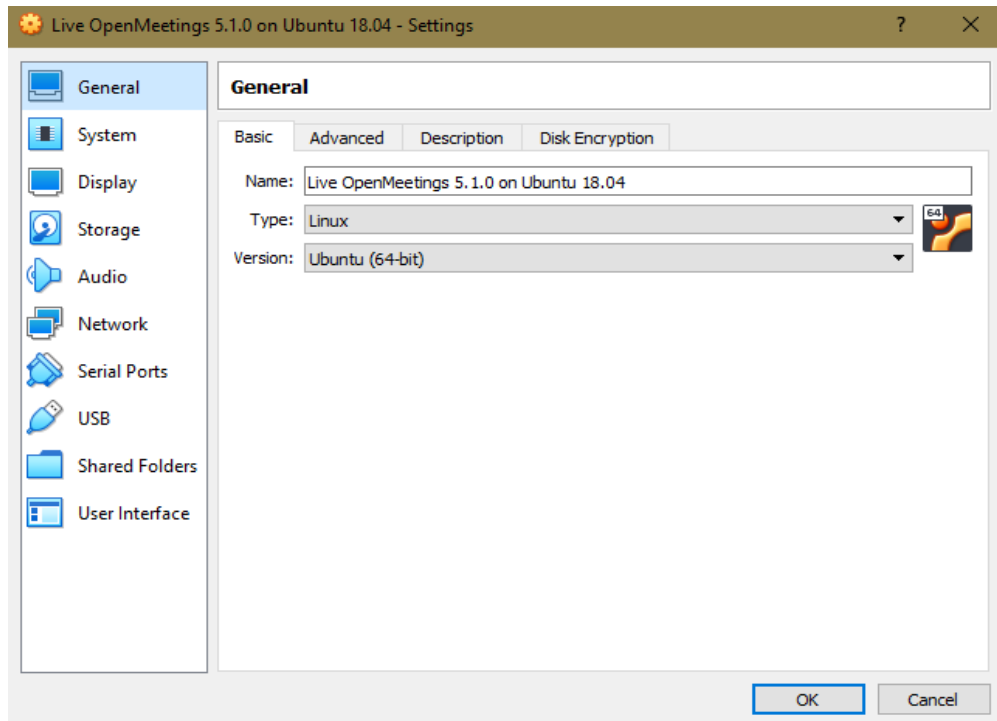 Live OpenMeetings 5.1.0 on Ubuntu 18.04 - Settings
?
General
System
Display
Storage
Audio
Network
Serial Ports
USB
Shared Folders
User Interface
General
Basic Advanced Description Disk Encryption
Name: Live OpenMeetings 5.1.0 on Ubuntu 18.04
Type: Linux
64
Version: Ubuntu (64-bit)
OK Cancel